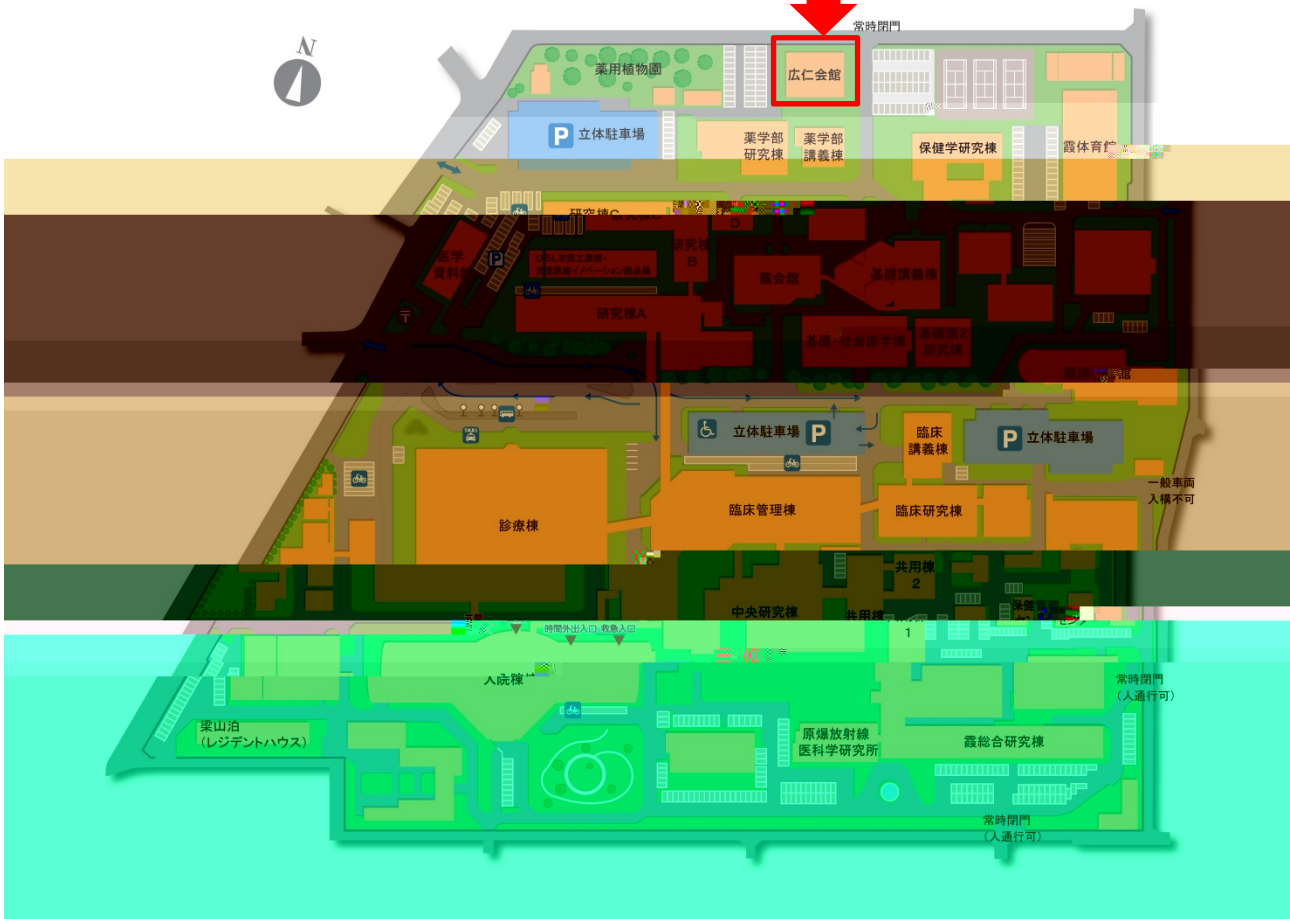 N
常時閉門
薬用植物園
広仁会館
P 立体駐車場
薬学部
研究棟
薬学部
講義棟
保健学研究棟
霞体育館
研究棟C
D
医学
資料館
P
研究棟
B
霞会館
基礎講義棟
研究棟A
基礎・社会医学棟
基礎第2
研究棟
TAXI
立体駐車場 P
臨床
講義棟
P 立体駐車場
一般車両
入構不可
診療棟
臨床管理棟
臨床研究棟
共用棟
2
中央研究棟
共用棟
1
時間外出入口 救急入口
入院棟
常時閉門
(人通行可)
梁山泊
(レジデントハウス)
原爆放射線
医科学研究所
霞総合研究棟
常時閉門
(人通行可)